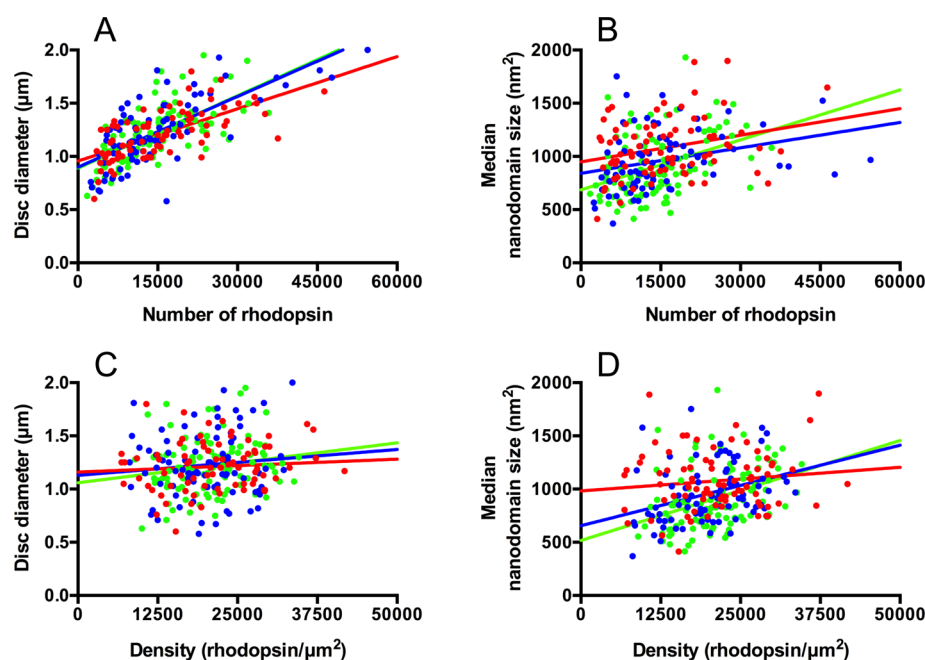 A
Disc diameter (µm)
2.0
1.5
1.0
0.5
0.0
0 15000 30000 45000 60000
Number of rhodopsin
B
Median
nanodomain size (nm²)
2000
1500
1000
500
0
0 15000 30000 45000 60000
Number of rhodopsin
C
Disc diameter (µm)
2.0
1.5
1.0
0.5
0.0
0 12500 25000 37500 50000
Density (rhodopsin/µm²)
D
Median
nanodomain size (nm²)
2000
1500
1000
500
0
0 12500 25000 37500 50000
Density (rhodopsin/µm²)